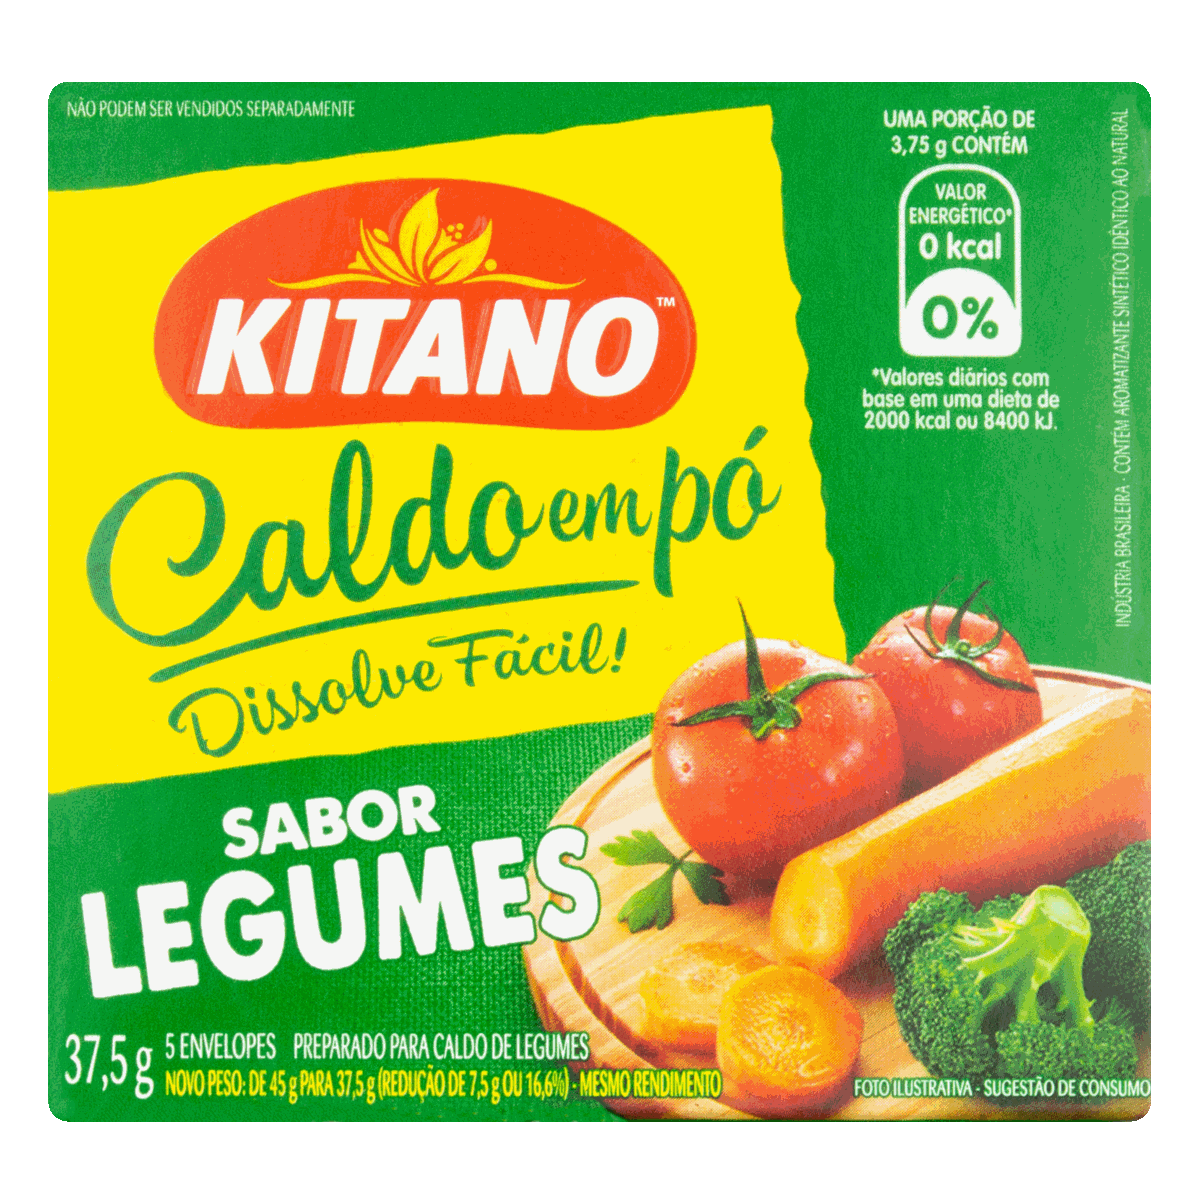 NÃO PODEM SER VENDIDOS SEPARADAMENTE
KITANO™
Caldo em pó
Dissolve Fácil!
SABOR
LEGUMES
37,5 g
5 ENVELOPES PREPARADO PARA CALDO DE LEGUMES
NOVO PESO: DE 45 g PARA 37,5 g (REDUÇÃO DE 7,5 g OU 16,6%) - MESMO RENDIMENTO
UMA PORÇÃO DE
3,75 g CONTÉM
VALOR
ENERGÉTICO*
0 kcal
0%
*Valores diários com
base em uma dieta de
2000 kcal ou 8400 kJ.
INDÚSTRIA BRASILEIRA - CONTÉM AROMATIZANTE SINTÉTICO IDÊNTICO AO NATURAL
FOTO ILUSTRATIVA - SUGESTÃO DE CONSUMO